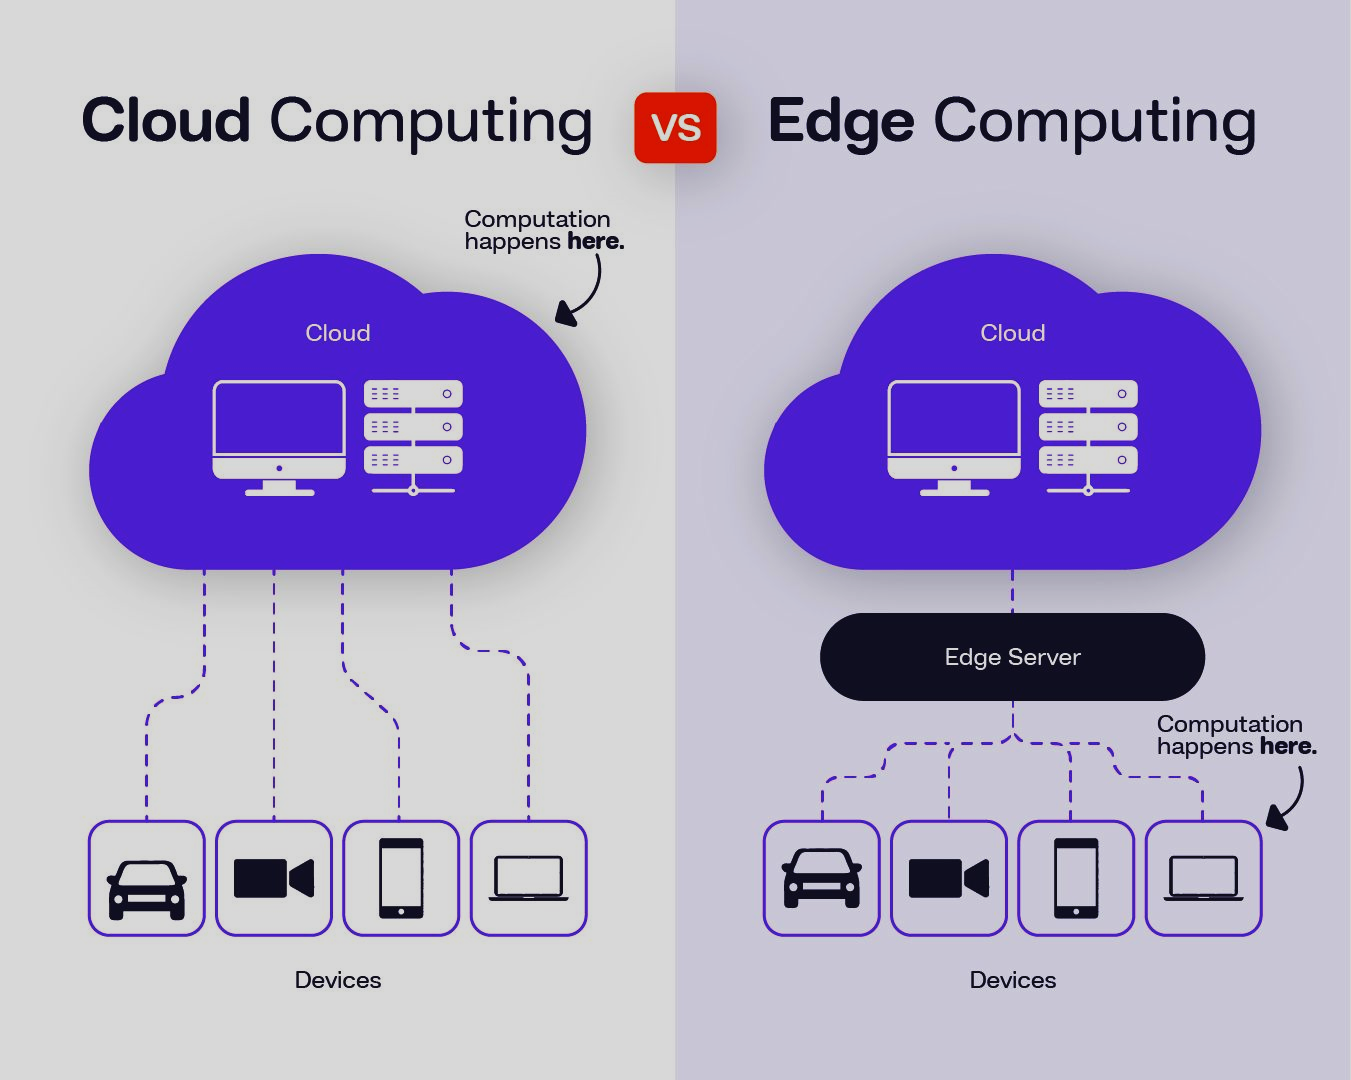 Cloud Computing
VS
Edge Computing
Computation
happens here.
Cloud
Devices
Cloud
Edge Server
Computation
happens here.
Devices